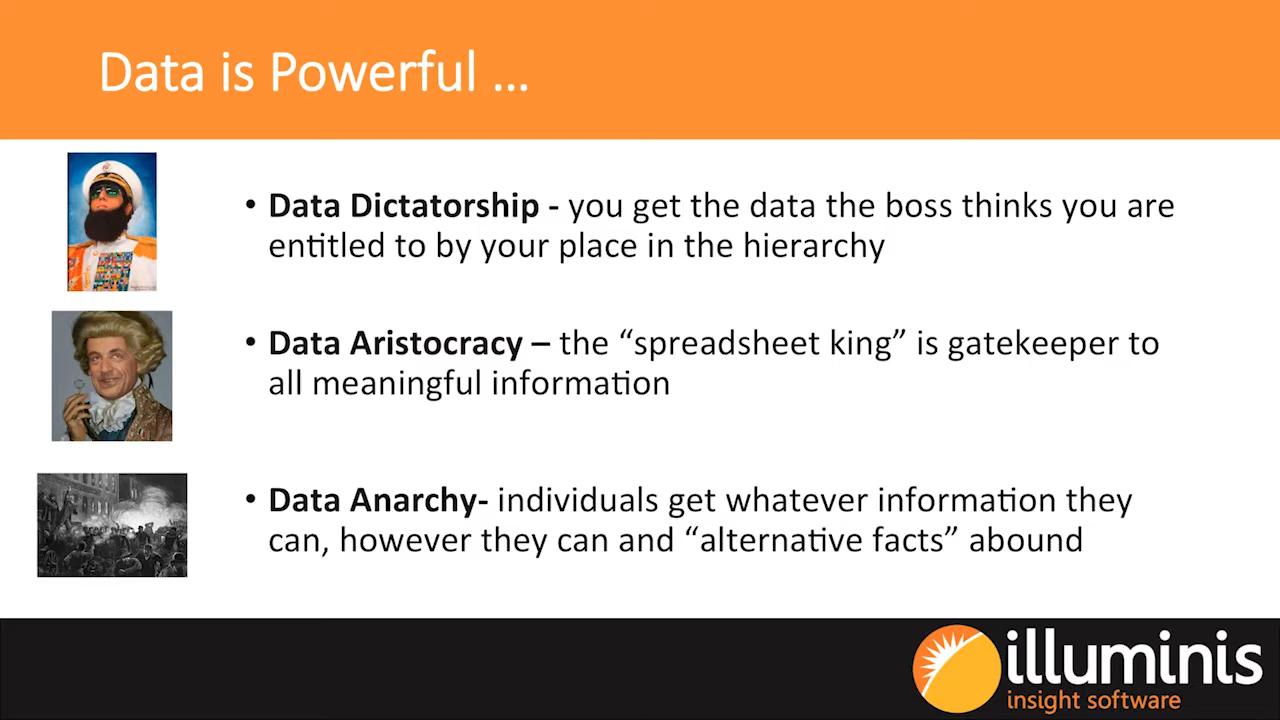 Data is Powerful ...
• Data Dictatorship - you get the data the boss thinks you are
entitled to by your place in the hierarchy
• Data Aristocracy – the “spreadsheet king” is gatekeeper to
all meaningful information
• Data Anarchy- individuals get whatever information they
can, however they can and “alternative facts” abound
illuminis
insight software